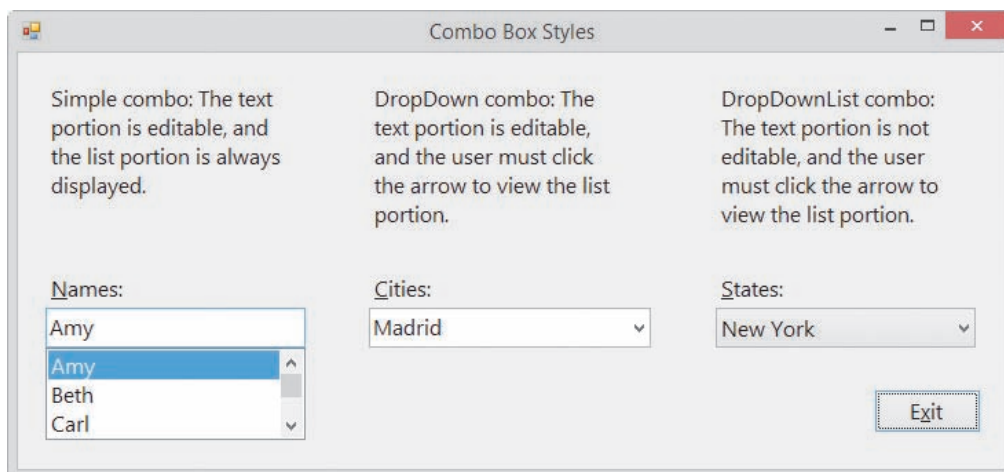 Combo Box Styles
Simple combo: The text
portion is editable, and
the list portion is always
displayed.
DropDown combo: The
text portion is editable,
and the user must click
the arrow to view the list
portion.
DropDownList combo:
The text portion is not
editable, and the user
must click the arrow to
view the list portion.
Names:
Amy
Amy
Beth
Carl
Cities:
Madrid
States:
New York
Exit